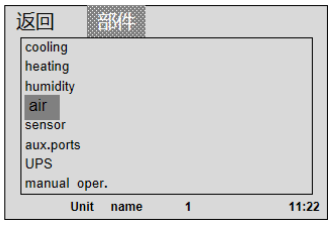 返回 部件
cooling
heating
humidity
air
sensor
aux.ports
UPS
manual oper.
Unit name 1 11:22